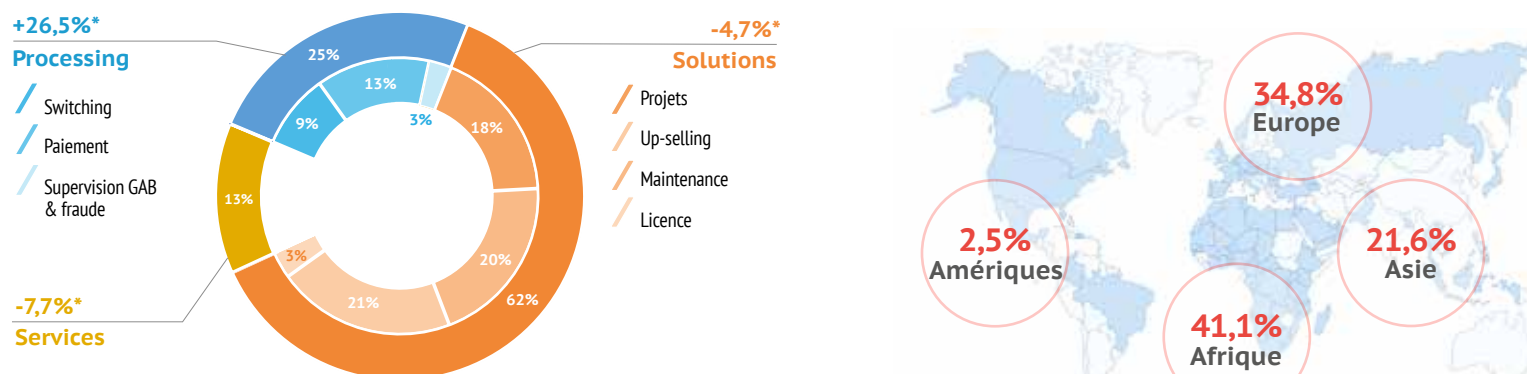 +26,5%*
Processing
Switching
Paiement
Supervision GAB
& fraude
-7,7%*
Services
25%
13%
9%
3%
13%
3%
21%
20%
18%
62%
-4,7%*
Solutions
Projets
Up-selling
Maintenance
Licence
34,8%
Europe
2,5%
Amériques
21,6%
Asie
41,1%
Afrique